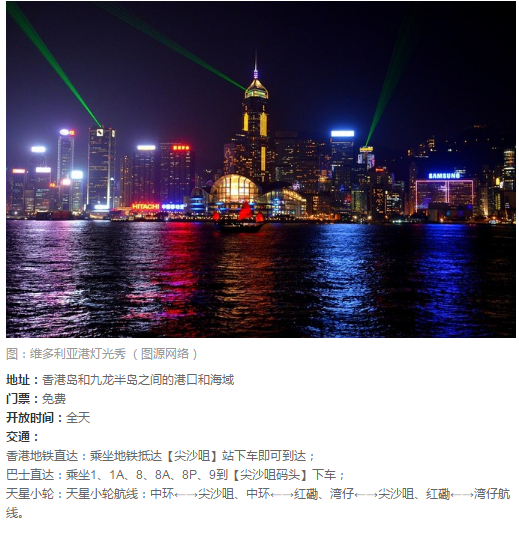 HITACHI
SAMSUNG
图：维多利亚港灯光秀（图源网络）
地址：香港岛和九龙半岛之间的港口和海域
门票：免费
开放时间：全天
交通：
香港地铁直达：乘坐地铁抵达【尖沙咀】站下车即可到达；
巴士直达：乘坐1、1A、8、8A、8P、9到【尖沙咀码头】下车；
天星小轮：天星小轮航线：中环←→尖沙咀、中环←→红磡、湾仔←→尖沙咀、红磡←→湾仔航
线。